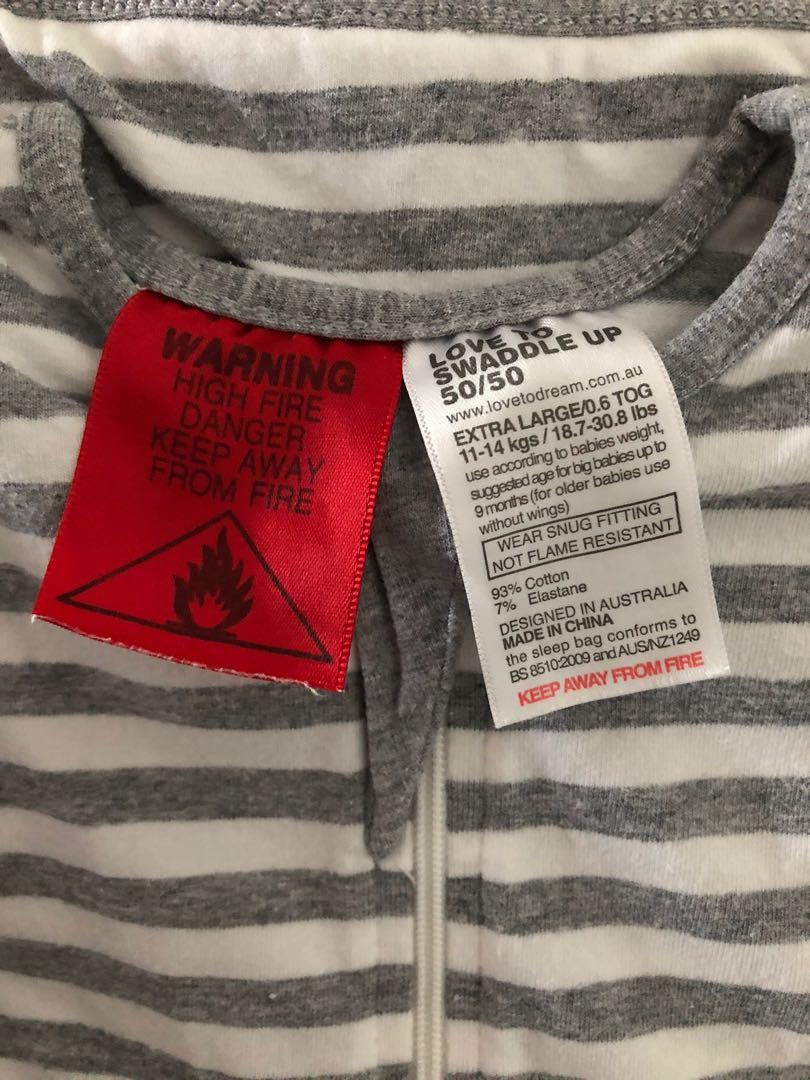 WARNING
HIGH FIRE
DANGER
KEEP AWAY
FROM FIRE
LOVE TO
SWADDLE UP
50/50
www.lovetodream.com.au
EXTRA LARGE/0.6 TOG
11-14 kgs / 18.7-30.8 lbs
use according to babies weight,
suggested age for big babies up to
9 months (for older babies use
without wings)
WEAR SNUG FITTING
NOT FLAME RESISTANT
93% Cotton
7% Elastane
DESIGNED IN AUSTRALIA
MADE IN CHINA
the sleep bag conforms to
BS 8510:2009 and AUS/NZ1249
KEEP AWAY FROM FIRE